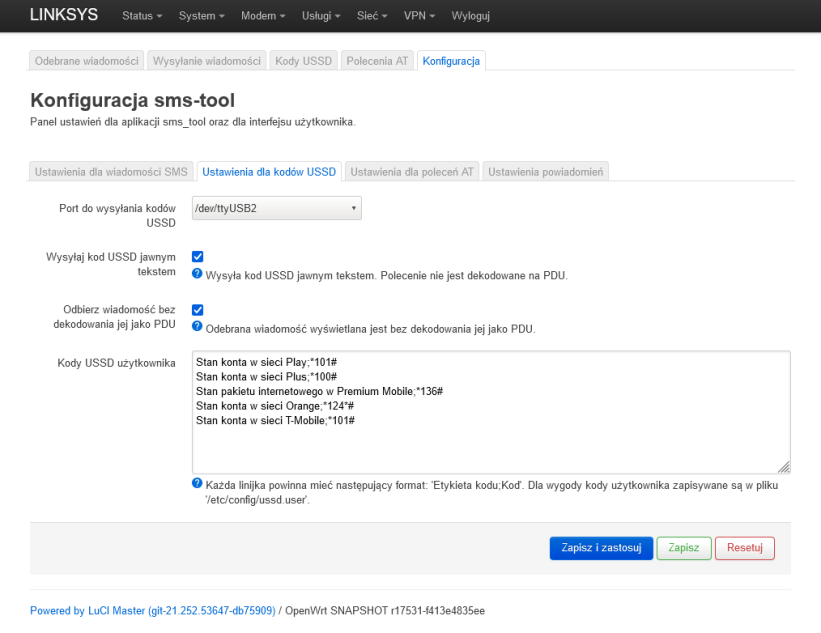 LINKSYS Status System Modem Usługi Sieć VPN Wyloguj
Odebrane wiadomości Wysyłanie wiadomości Kody USSD Polecenia AT Konfiguracja
Konfiguracja sms-tool
Panel ustawień dla aplikacji sms_tool oraz dla interfejsu użytkownika.
Ustawienia dla wiadomości SMS Ustawienia dla kodów USSD Ustawienia dla poleceń AT Ustawienia powiadomień
Port do wysyłania kodów
USSD
/dev/ttyUSB2
Wysyłaj kod USSD jawnym
tekstem
Wysyła kod USSD jawnym tekstem. Polecenie nie jest dekodowane na PDU.
Odbierz wiadomość bez
dekodowania jej jako PDU
Odebrana wiadomość wyświetlana jest bez dekodowania jej jako PDU.
Kody USSD użytkownika
Stan konta w sieci Play;*101#
Stan konta w sieci Plus;*100#
Stan pakietu internetowego w Premium Mobile;*136#
Stan konta w sieci Orange;*124*#
Stan konta w sieci T-Mobile;*101#
Każda linijka powinna mieć następujący format: 'Etykieta kodu;Kod'. Dla wygody kody użytkownika zapisywane są w pliku
'/etc/config/ussd.user'.
Zapisz i zastosuj Zapisz Resetuj
Powered by LuCI Master (git-21.252.53647-db75909) / OpenWrt SNAPSHOT r17531-f413e4835ee